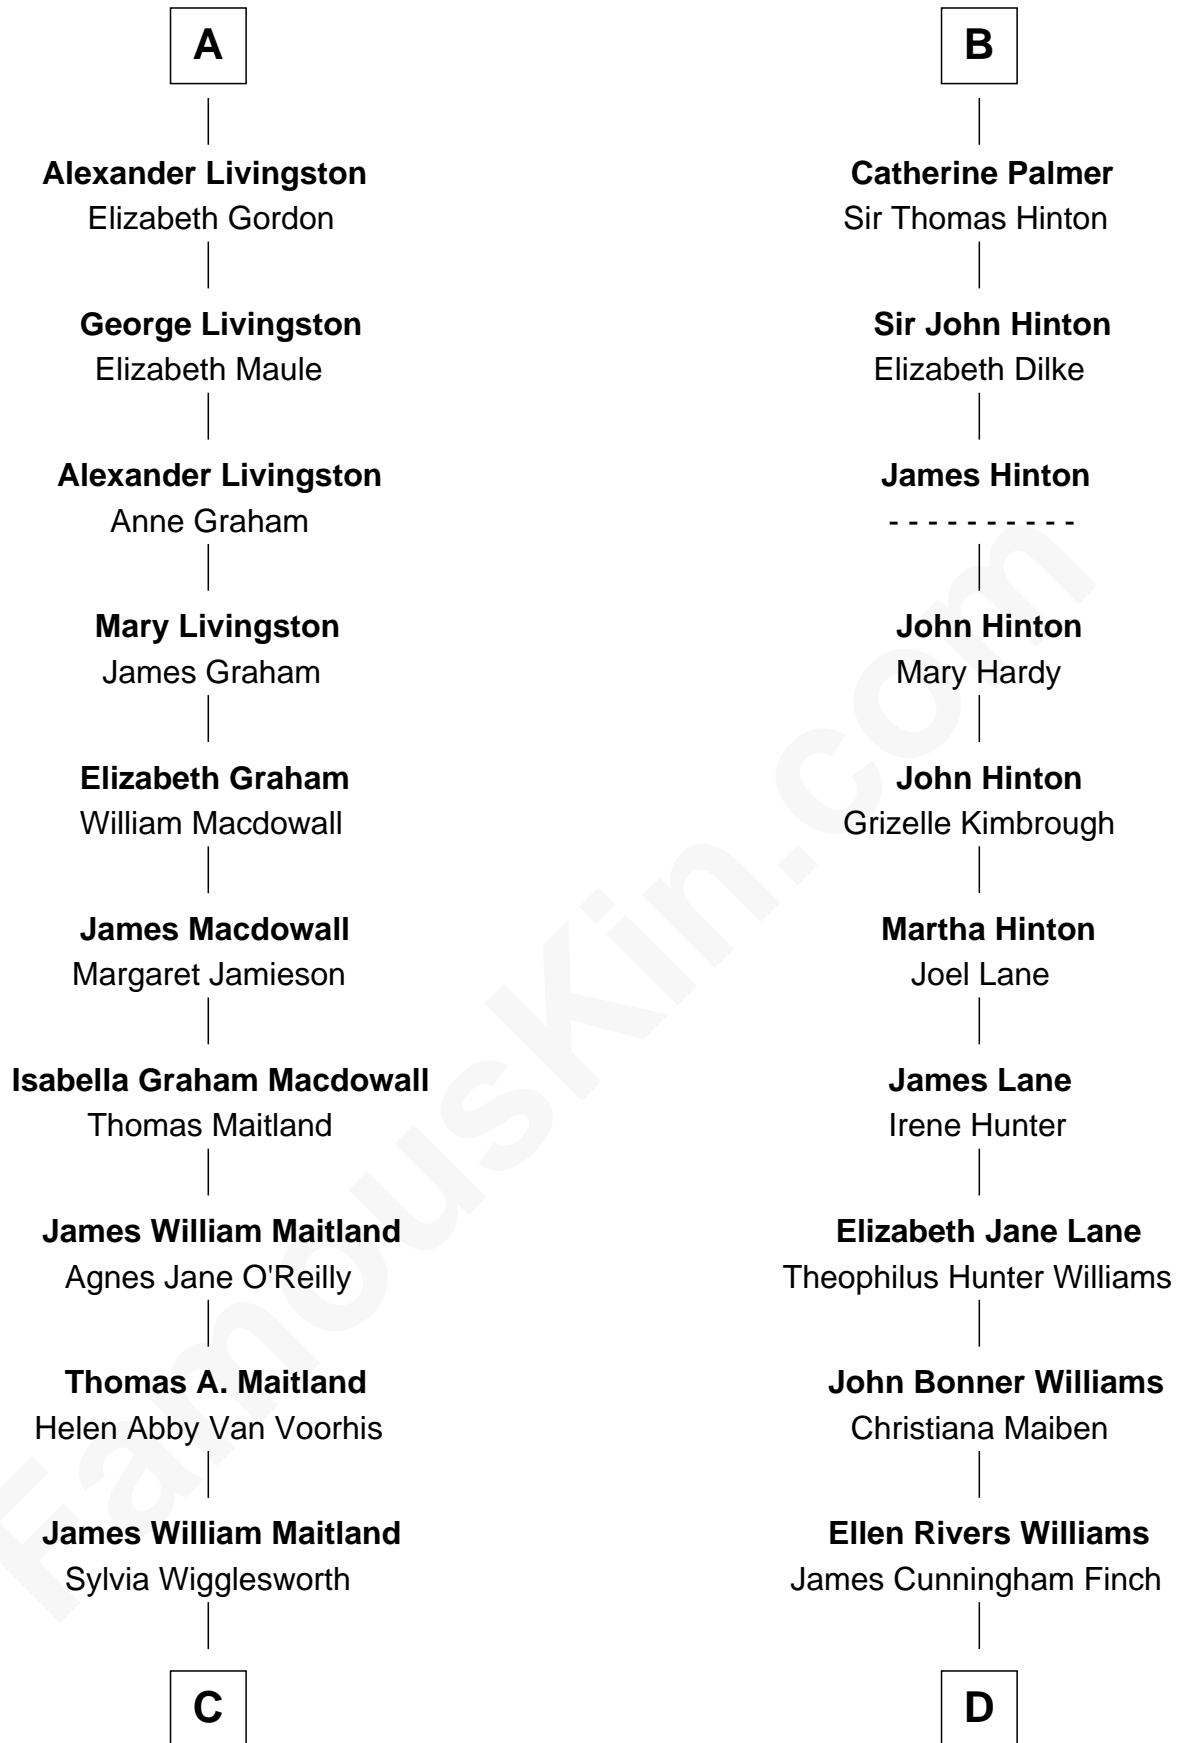 A
Alexander Livingston
Elizabeth Gordon
George Livingston
Elizabeth Maule
Alexander Livingston
Anne Graham
Mary Livingston
James Graham
Elizabeth Graham
William Macdowall
James Macdowall
Margaret Jamieson
Isabella Graham Macdowall
Thomas Maitland
James William Maitland
Agnes Jane O'Reilly
Thomas A. Maitland
Helen Abby Van Voorhis
James William Maitland
Sylvia Wigglesworth
C
B
Catherine Palmer
Sir Thomas Hinton
Sir John Hinton
Elizabeth Dilke
James Hinton
- - - - - - - - - -
John Hinton
Mary Hardy
John Hinton
Grizelle Kimbrough
Martha Hinton
Joel Lane
James Lane
Irene Hunter
Elizabeth Jane Lane
Theophilus Hunter Williams
John Bonner Williams
Christiana Maiben
Ellen Rivers Williams
James Cunningham Finch
D
FamousKin.com